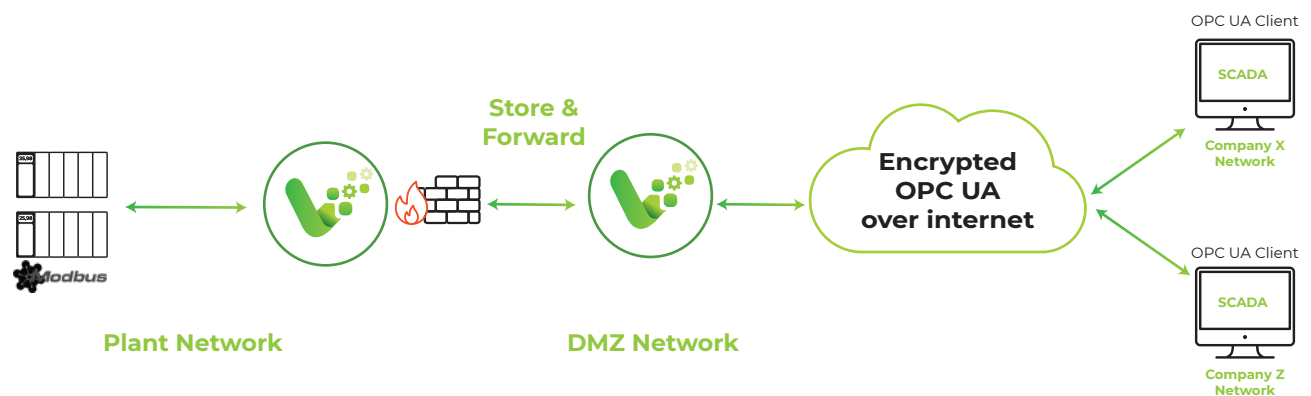 OPC UA Client
SCADA
Company X
Network
Store &
Forward
25,98
25,98
Modbus
Encrypted
OPC UA
over internet
OPC UA Client
SCADA
Company Z
Network
Plant Network
DMZ Network